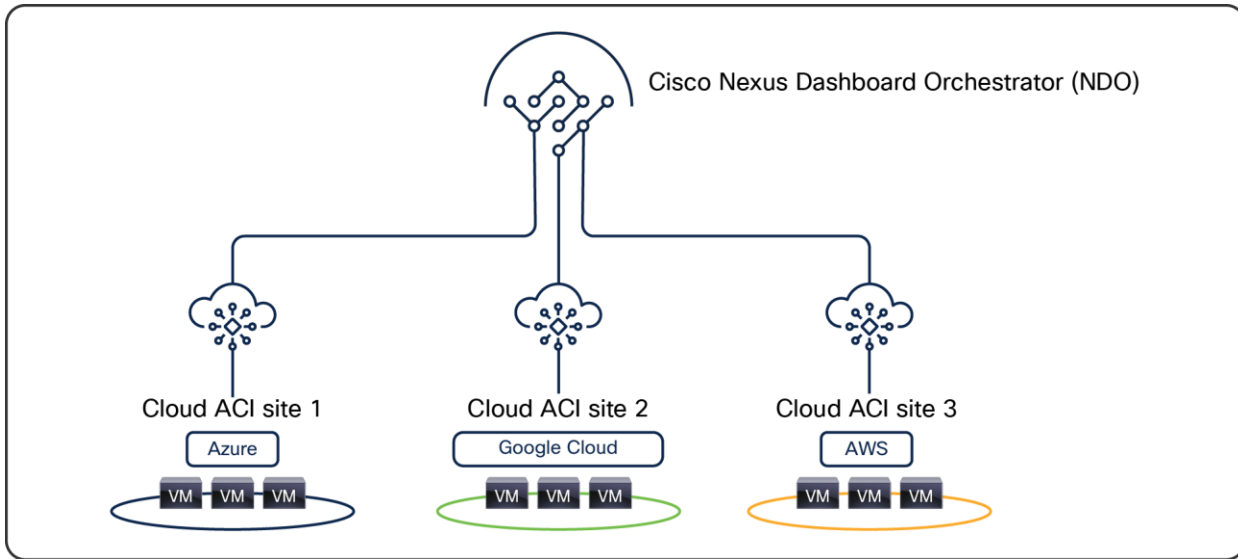 Cisco Nexus Dashboard Orchestrator (NDO)
Cloud ACI site 1
Cloud ACI site 2
Cloud ACI site 3
Azure
Google Cloud
AWS
VM VM VM
VM VM VM
VM VM VM